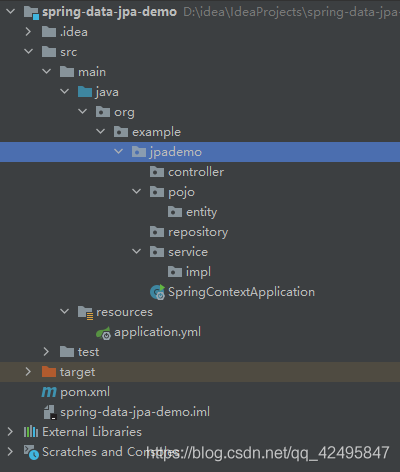 spring-data-jpa-demo D:\idea\IdeaProjects\spring-data-jpa-
.idea
src
main
java
org
example
jpademo
controller
pojo
entity
repository
service
impl
SpringContextApplication
resources
application.yml
test
target
pom.xml
spring-data-jpa-demo.iml
External Libraries
Scratches and Consoles
https://blog.csdn.net/qq_42495847